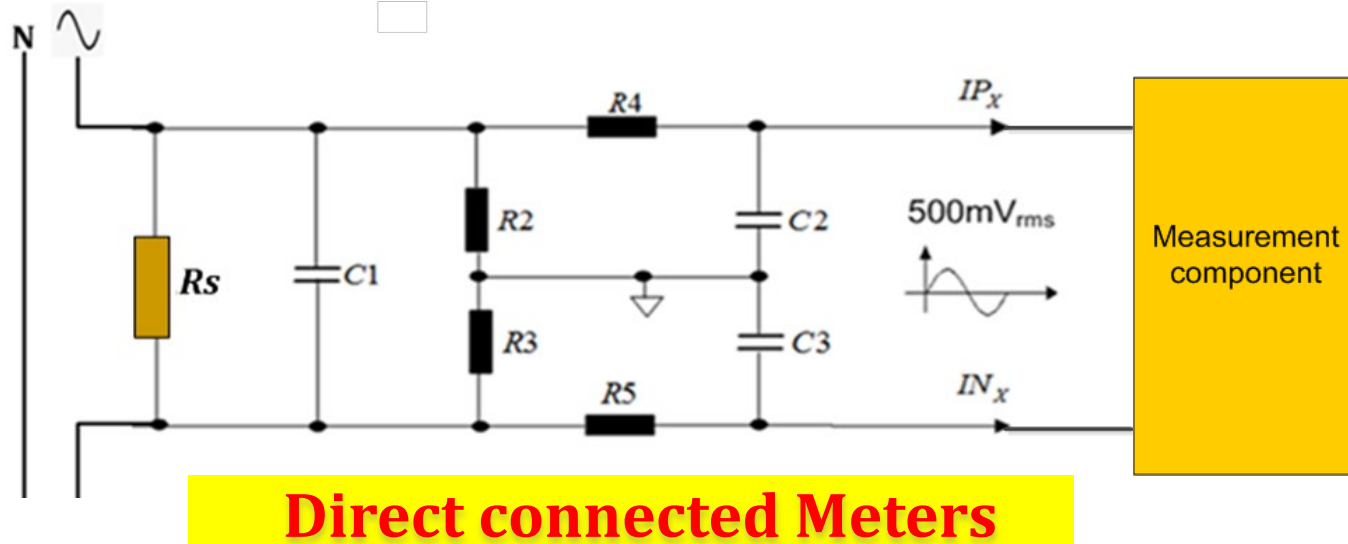 N
R4
IPX
R2
C2
500mVrms
Measurement
component
Rs
C1
R3
C3
R5
INX
Direct connected Meters